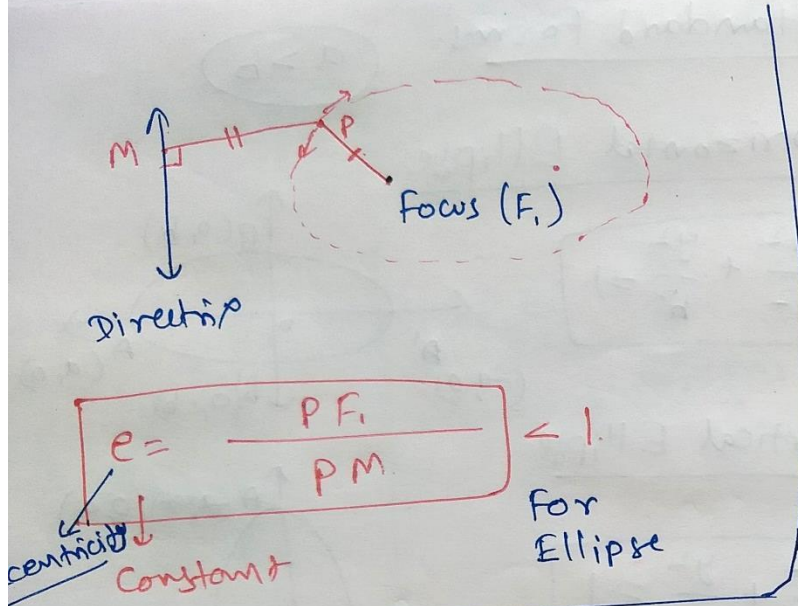 M
P
Focus (F₁)
Directrix
e = PF₁ / PM < 1.
For
Ellipse
centricity
Constant